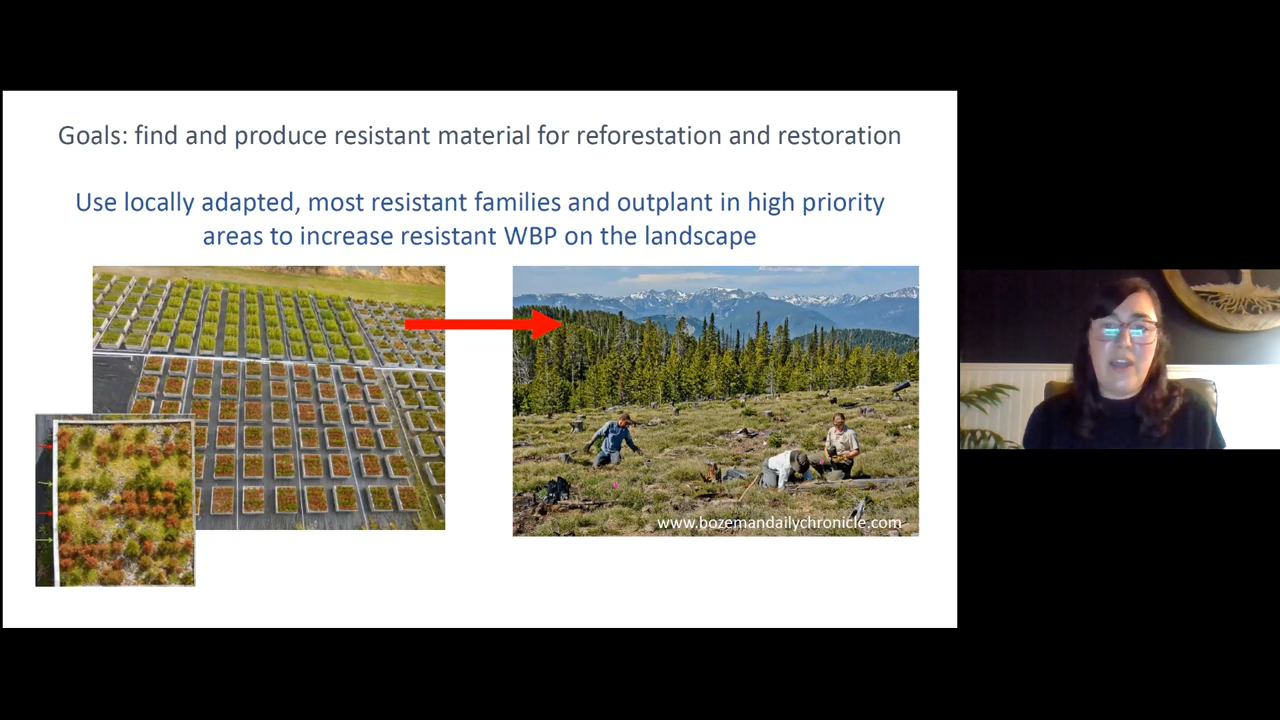 Goals: find and produce resistant material for reforestation and restoration
Use locally adapted, most resistant families and outplant in high priority
areas to increase resistant WBP on the landscape
www.bozemandailychronicle.com